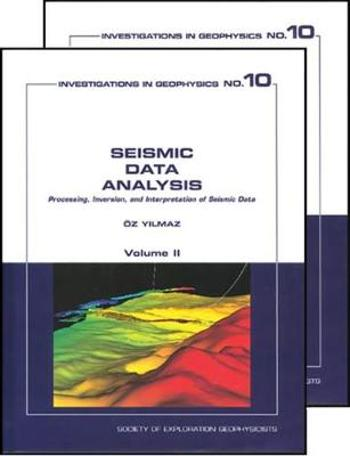 INVESTIGATIONS IN GEOPHYSICS NO.10
INVESTIGATIONS IN GEOPHYSICS NO.10
SEISMIC
DATA
ANALYSIS
Processing, Inversion, and Interpretation of Seismic Data
ÖZ YILMAZ
Volume II
SOCIETY OF EXPLORATION GEOPHYSICISTS